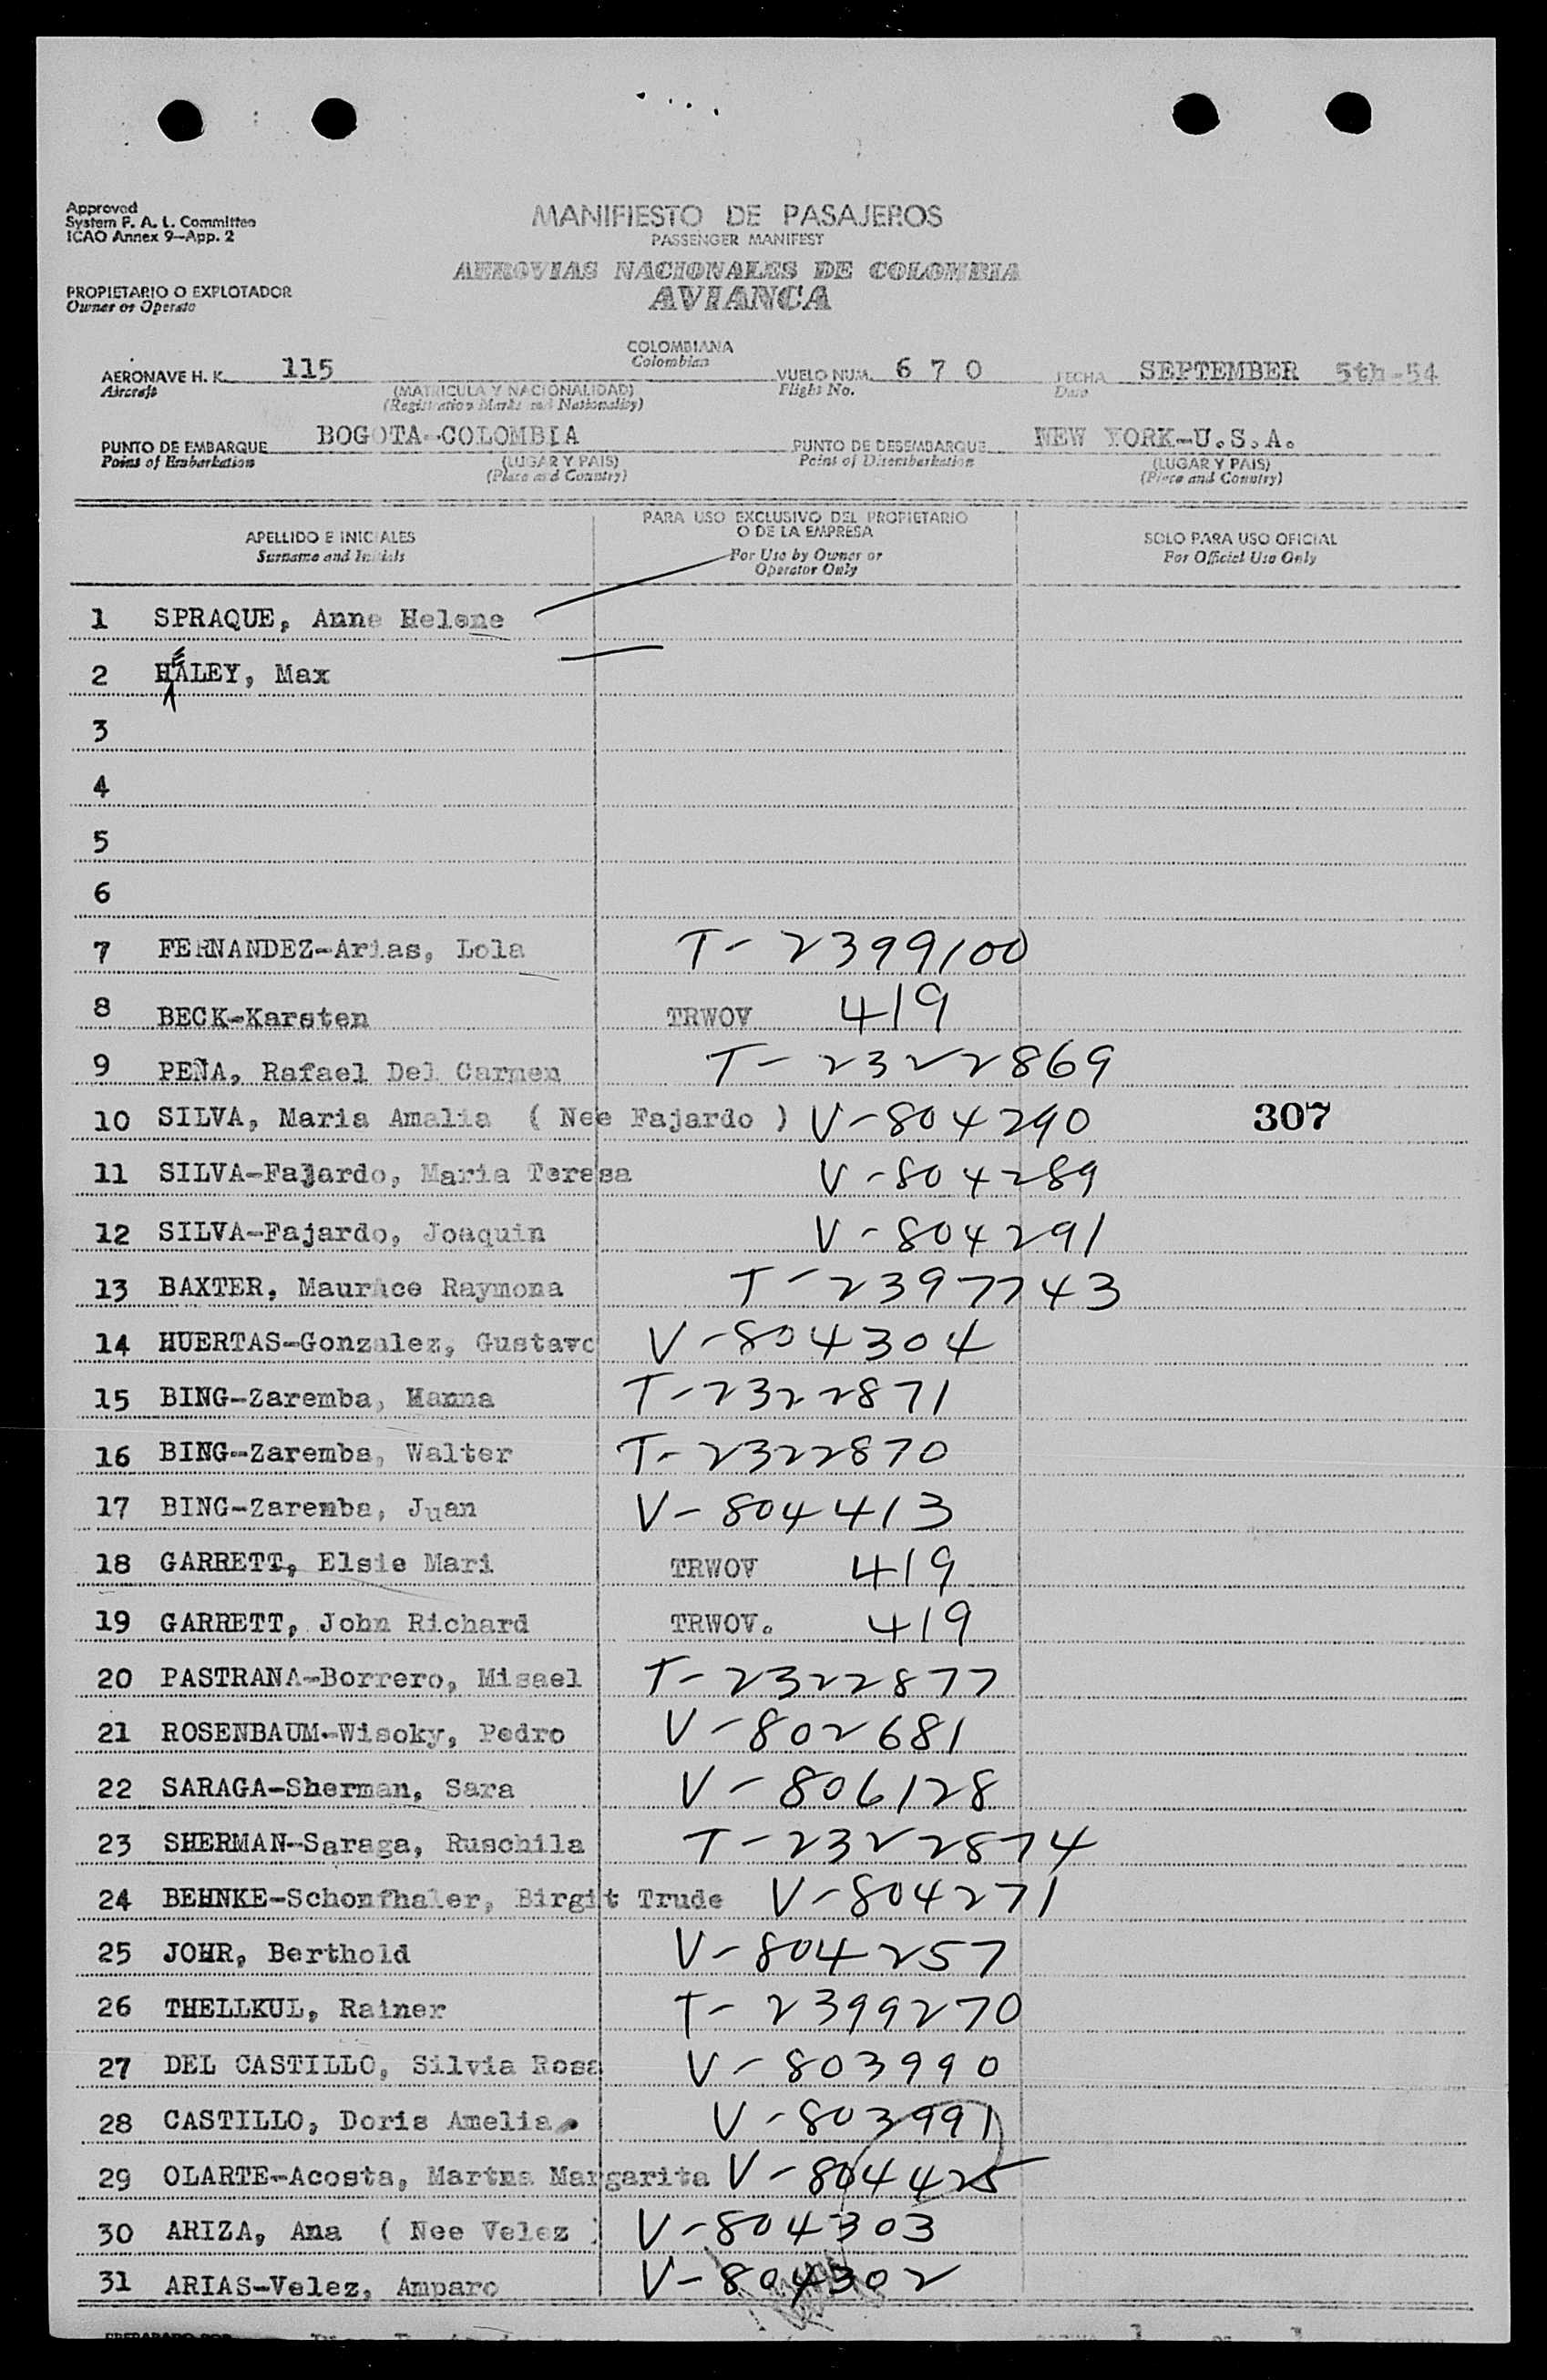 Approved
System F. A. L. Committee
ICAO Annex 9—App. 2
MANIFIESTO DE PASAJEROS
PASSENGER MANIFEST
AEROVIAS NACIONALES DE COLOMBIA
AVIANCA
PROPIETARIO O EXPLOTADOR
Owner or Operato
COLOMBIANA
Colombian
AERONAVE H. K. 115 VUELO NUM. 6 7 0 FECHA SEPTEMBER 5th-54
Aircraft (MATRICULA Y NACIONALIDAD) Flight No. Date
(Registration Marks and Nationality)
PUNTO DE EMBARQUE BOGOTA-COLOMBIA PUNTO DE DESEMBARQUE NEW YORK-U.S.A.
Point of Embarkation (LUGAR Y PAIS) Point of Disembarkation (LUGAR Y PAIS)
(Place and Country) (Place and Country)
APELLIDO E INICIALES PARA USO EXCLUSIVO DEL PROPIETARIO O DE LA EMPRESA SOLO PARA USO OFICIAL
Surname and Initials For Use by Owner or Operator Only For Official Use Only
1 SPRAQUE, Anne Helene
2 HALEY, Max
3
4
5
6
7 FERNANDEZ-Arias, Lola T-2399100
8 BECK-Karsten TRWOV 419
9 PEÑA, Rafael Del Carmen T-2322869
10 SILVA, Maria Amalia ( Nee Fajardo ) V-804290 307
11 SILVA-Fajardo, Maria Teresa V-804289
12 SILVA-Fajardo, Joaquin V-804291
13 BAXTER, Maurice Raymona T-2397743
14 HUERTAS-Gonzalez, Gustavo V-804304
15 BING-Zaremba, Hanna T-2322871
16 BING-Zaremba, Walter T-2322870
17 BING-Zaremba, Juan V-804413
18 GARRETT, Elsie Mari TRWOV 419
19 GARRETT, John Richard TRWOV. 419
20 PASTRANA-Borrero, Misael T-2322877
21 ROSENBAUM-Wisoky, Pedro V-802681
22 SARAGA-Sherman, Sara V-806128
23 SHERMAN-Saraga, Ruschila T-2322874
24 BEHNKE-Schonfhaler, Birgit Trude V-804271
25 JOHR, Berthold V-804257
26 THELLKUL, Rainer T-2399270
27 DEL CASTILLO, Silvia Rosa V-803990
28 CASTILLO, Doris Amelia V-803991
29 OLARTE-Acosta, Martha Margarita V-804425
30 ARIZA, Ana ( Nee Velez ) V-804303
31 ARIAS-Velez, Amparo V-804302